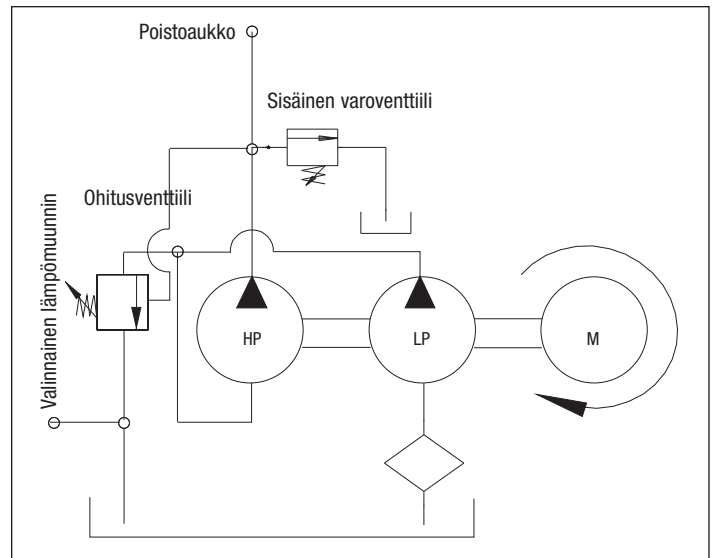 Poistoaukko
Sisäinen varoventtiili
Ohitusventtiili
Valinnainen lämpömuunnin
HP
LP
M